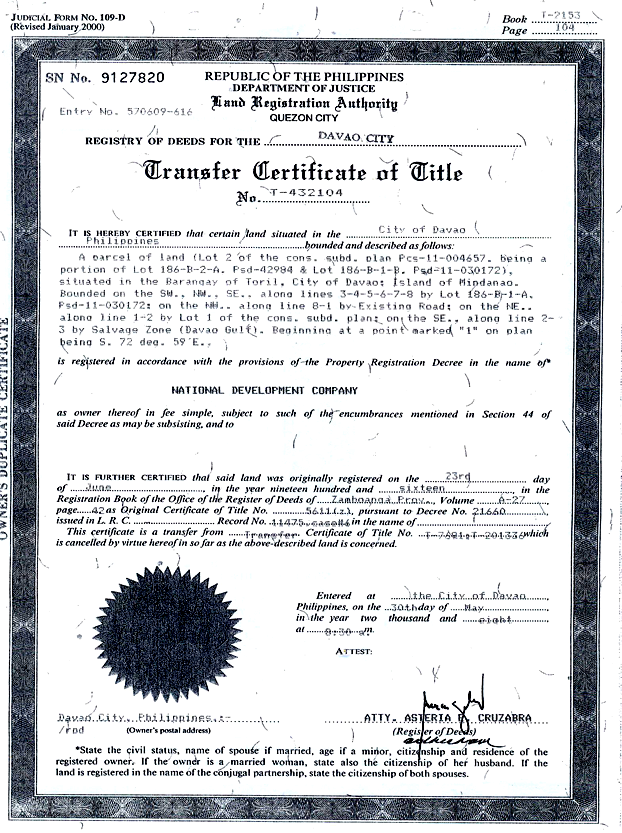 JUDICIAL FORM NO. 109-D
(Revised January 2000)
Book T-2153
Page 104
SN No. 9127820
REPUBLIC OF THE PHILIPPINES
DEPARTMENT OF JUSTICE
Land Registration Authority
QUEZON CITY
Entry No. 570609-616
REGISTRY OF DEEDS FOR THE DAVAO CITY
Transfer Certificate of Title
No. T-432104
IT IS HEREBY CERTIFIED that certain land situated in the City of Davao
Philippines bounded and described as follows:
A parcel of land (Lot 2 of the cons. subd. plan Pcs-11-004657. being a
portion of Lot 186-B-2-A. Psd-42984 & Lot 186-B-1-B. Psd-11-030172),
situated in the Barangay of Toril. City of Davao; Island of Mindanao.
Bounded on the SW., NW., SE., along lines 3-4-5-6-7-8 by Lot 186-B-1-A.
Psd-11-030172; on the NW.. along line 8-1 by Existing Road; on the NE..
along line 1-2 by Lot 1 of the cons. subd. plan; on the SE.. along line 2-
3 by Salvage Zone (Davao Gulf). Beginning at a point marked "1" on plan
being S. 72 deg. 59'E..
is registered in accordance with the provisions of the Property Registration Decree in the name of*
NATIONAL DEVELOPMENT COMPANY
as owner thereof in fee simple, subject to such of the encumbrances mentioned in Section 44 of
said Decree as may be subsisting, and to
IT IS FURTHER CERTIFIED that said land was originally registered on the 23rd day
of June, in the year nineteen hundred and sixteen, in the
Registration Book of the Office of the Register of Deeds of Zamboanga Prov., Volume A-27
page 42 as Original Certificate of Title No. 5611(z), pursuant to Decree No. 21660
issued in L. R. C. Record No. 11475 in the name of
This certificate is a transfer from Transfer Certificate of Title No. which
is cancelled by virtue hereof in so far as the above-described land is concerned.
Entered at the City of Davao,
Philippines, on the 30th day of May
in the year two thousand and eight
at 8:30 a.m.
ATTEST:
ATTY. ASTERIA E. CRUZABRA
(Register of Deeds)
Davao City, Philippines.:-
/rpd (Owner's postal address)
*State the civil status, name of spouse if married, age if a minor, citizenship and residence of the
registered owner. If the owner is a married woman, state also the citizenship of her husband. If the
land is registered in the name of the conjugal partnership, state the citizenship of both spouses.
OWNER'S DUPLICATE CERTIFICATE